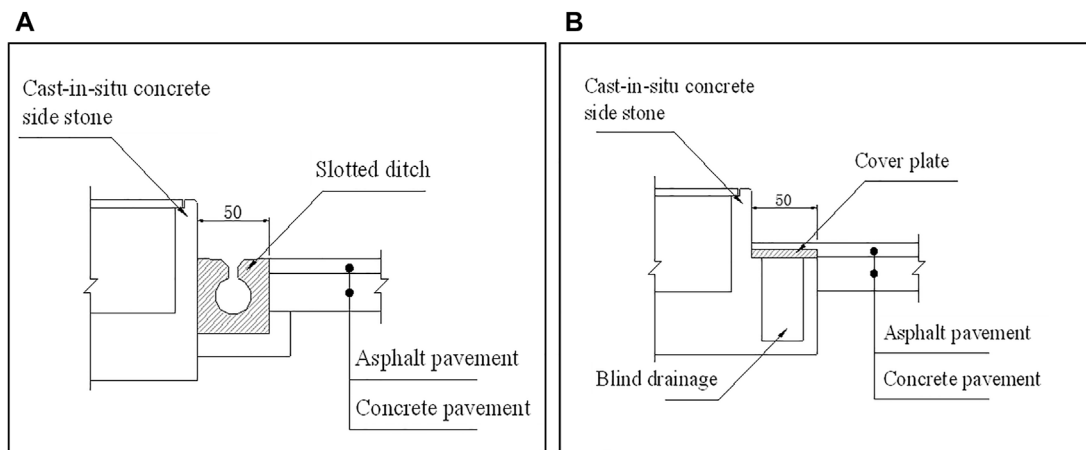 A
Cast-in-situ concrete
side stone
Slotted ditch
50
Asphalt pavement
Concrete pavement
B
Cast-in-situ concrete
side stone
Cover plate
50
Asphalt pavement
Blind drainage
Concrete pavement